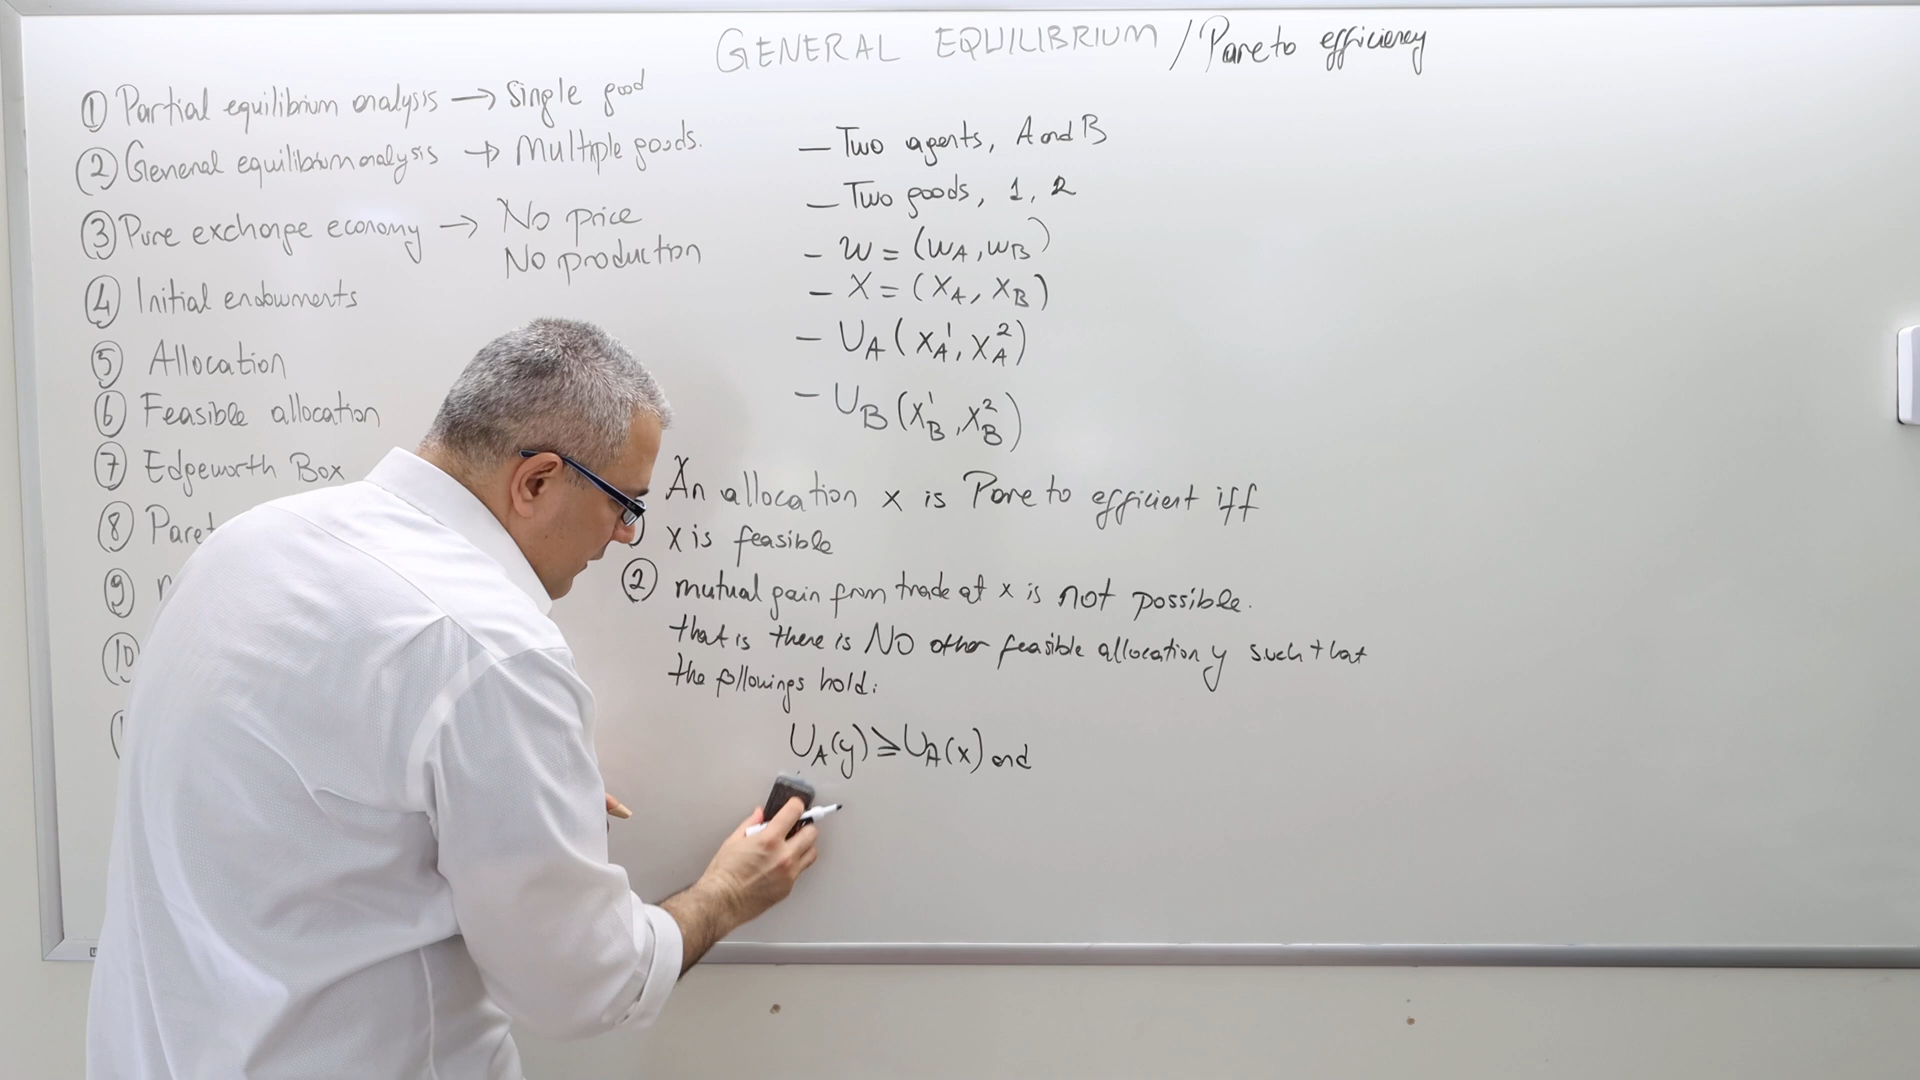 GENERAL EQUILIBRIUM / Pareto efficiency
① Partial equilibrium analysis → Single good
② General equilibrium analysis → Multiple goods.
③ Pure exchange economy → No price
No production
④ Initial endowments
⑤ Allocation
⑥ Feasible allocation
⑦ Edgeworth Box
⑧ Paret
⑨
⑩
— Two agents, A and B
— Two goods, 1, 2
— w = (wA, wB)
— X = (XA, XB)
— UA (XA¹, XA²)
— UB (XB¹, XB²)
An allocation x is Pareto efficient iff
x is feasible
② mutual gain from trade at x is not possible.
that is there is NO other feasible allocation y such that
the followings hold:
UA(y) ≥ UA(x) and